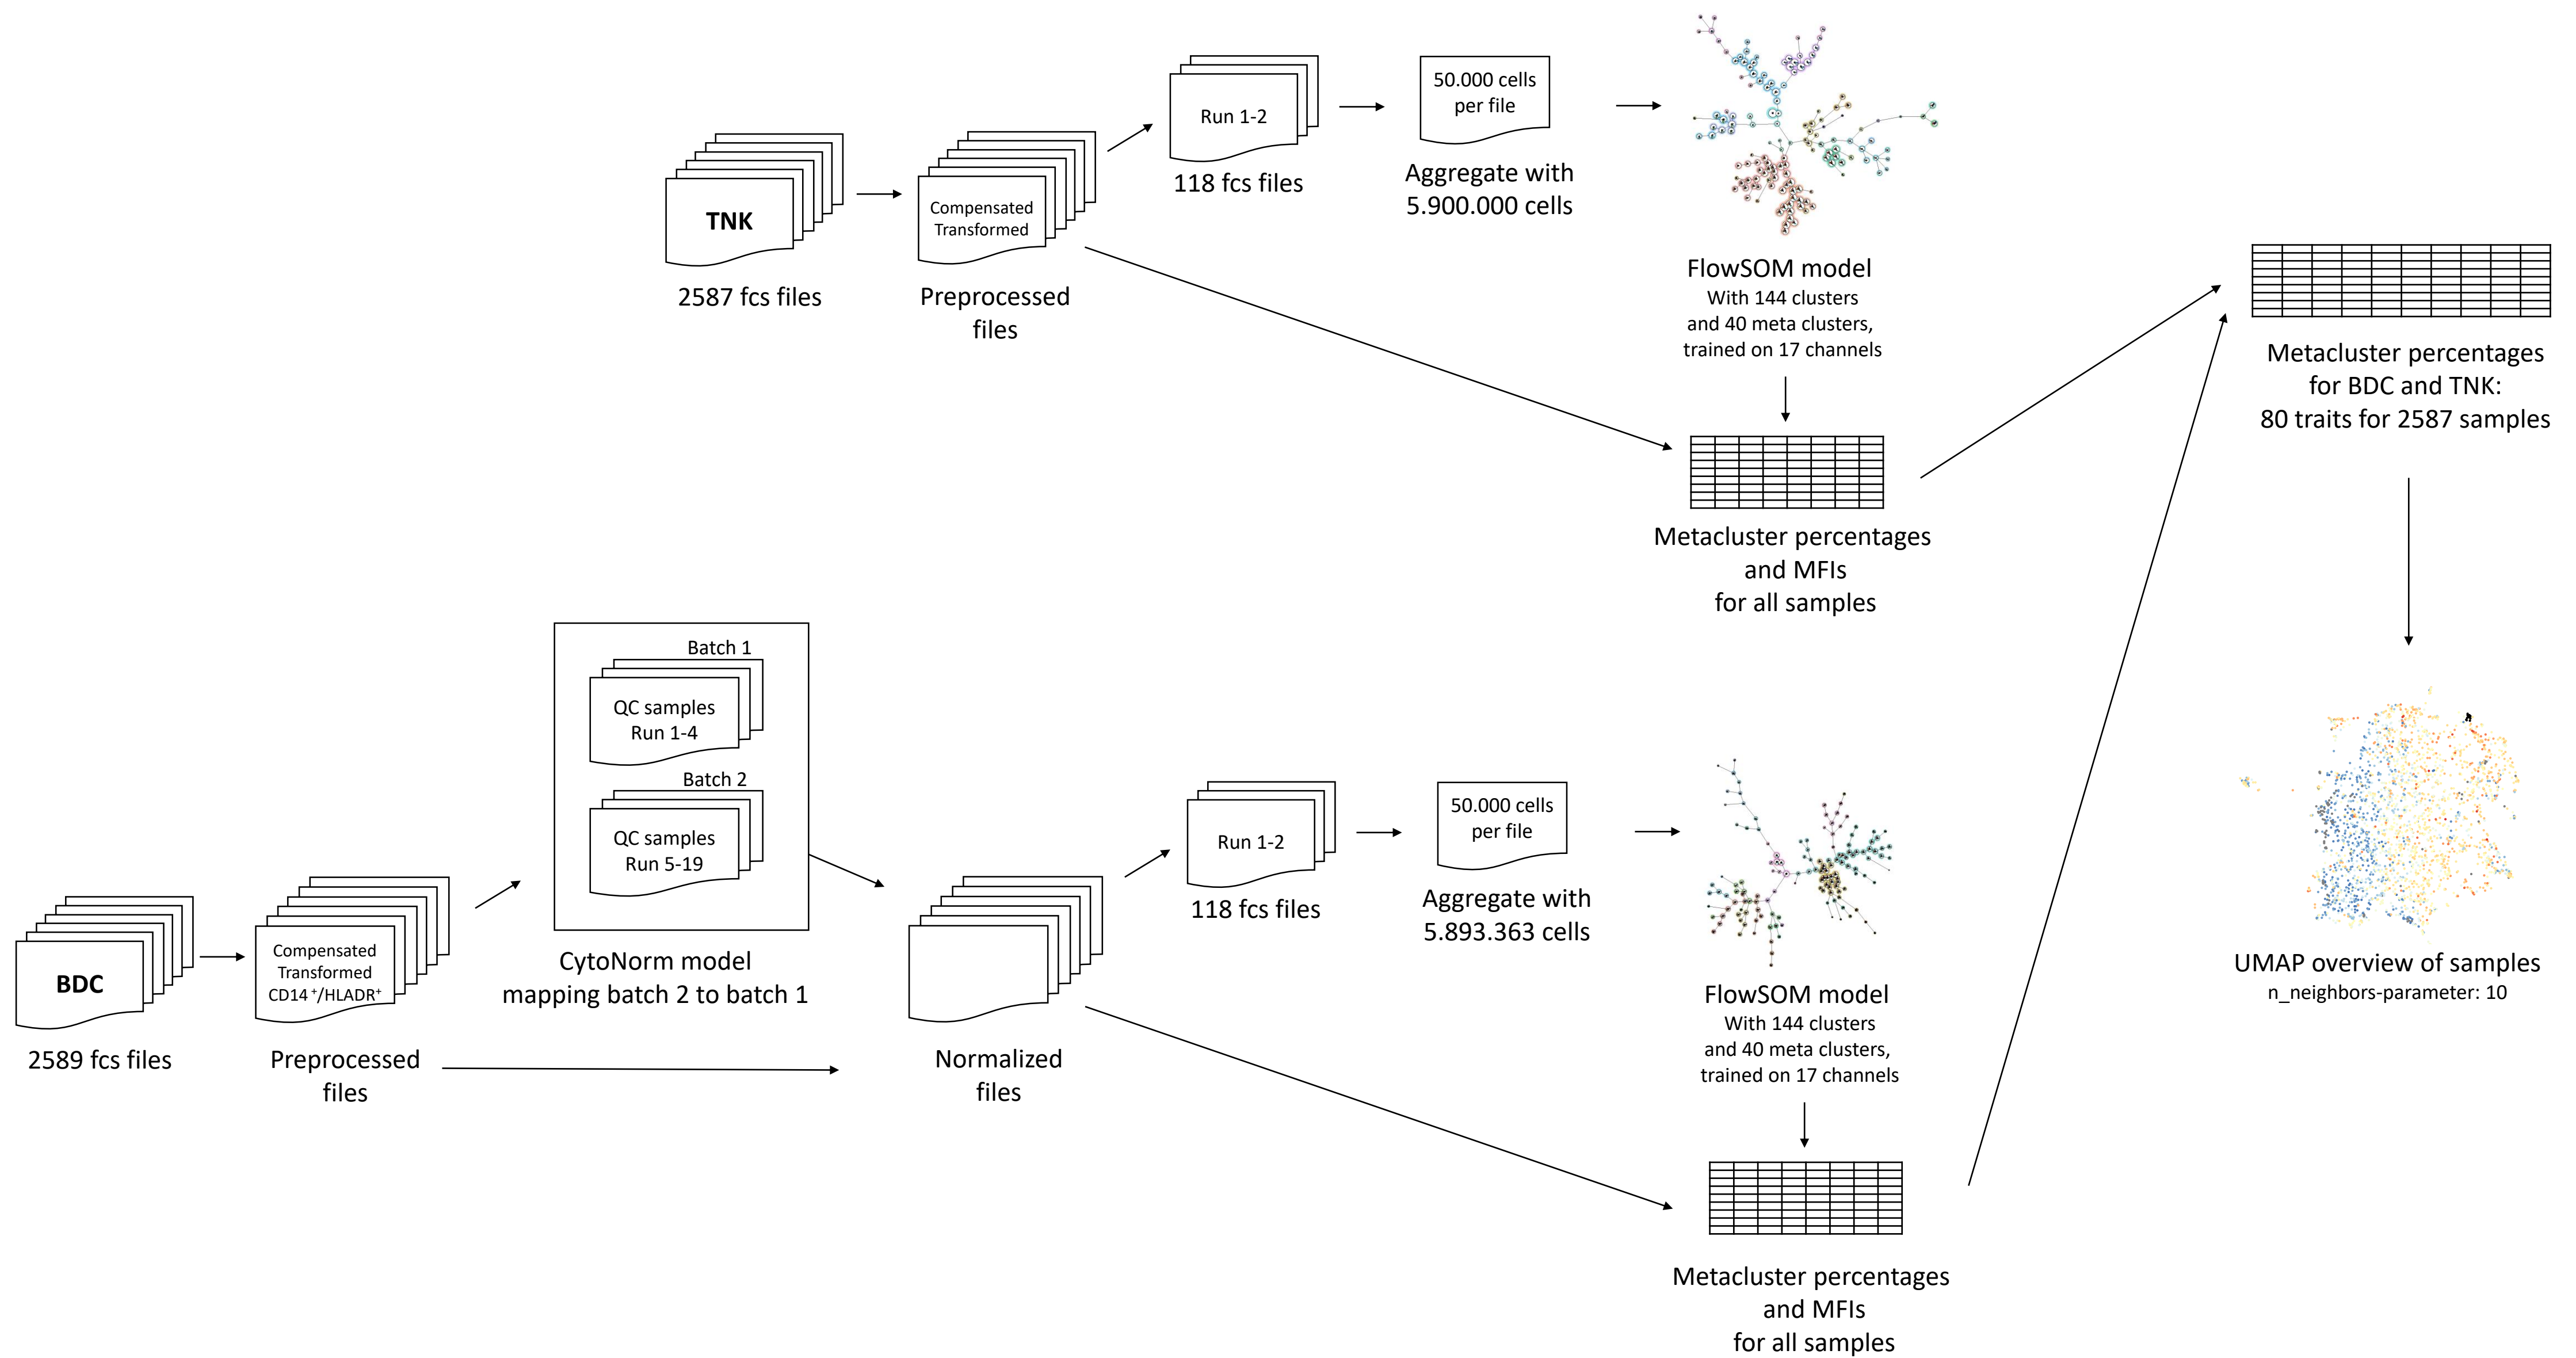 TNK
2587 fcs files
Compensated
Transformed
Preprocessed
files
Run 1-2
118 fcs files
50.000 cells
per file
Aggregate with
5.900.000 cells
FlowSOM model
With 144 clusters
and 40 meta clusters,
trained on 17 channels
Metacluster percentages
and MFIs
for all samples
Metacluster percentages
for BDC and TNK:
80 traits for 2587 samples
BDC
2589 fcs files
Compensated
Transformed
CD14 +/HLADR+
Preprocessed
files
Batch 1
QC samples
Run 1-4
Batch 2
QC samples
Run 5-19
CytoNorm model
mapping batch 2 to batch 1
Normalized
files
Run 1-2
118 fcs files
50.000 cells
per file
Aggregate with
5.893.363 cells
FlowSOM model
With 144 clusters
and 40 meta clusters,
trained on 17 channels
Metacluster percentages
and MFIs
for all samples
UMAP overview of samples
n_neighbors-parameter: 10